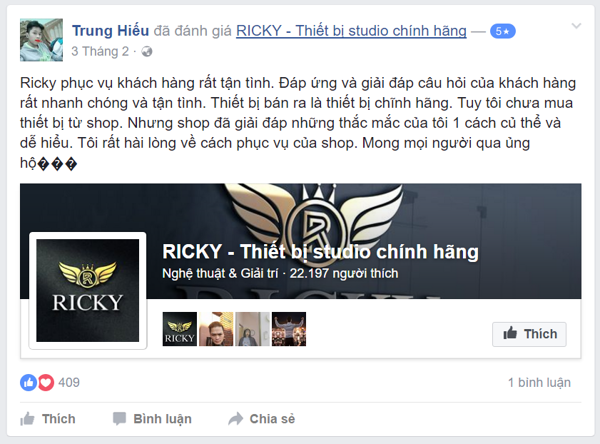 Trung Hiếu đã đánh giá RICKY - Thiết bị studio chính hãng — 5★
3 Tháng 2 ·
Ricky phục vụ khách hàng rất tận tình. Đáp ứng và giải đáp câu hỏi của khách hàng
rất nhanh chóng và tận tình. Thiết bị bán ra là thiết bị chĩnh hãng. Tuy tôi chưa mua
thiết bị từ shop. Nhưng shop đã giải đáp những thắc mắc của tôi 1 cách củ thể và
dễ hiểu. Tôi rất hài lòng về cách phục vụ của shop. Mong mọi người qua ủng
hộ���
RICKY - Thiết bị studio chính hãng
Nghệ thuật & Giải trí · 22.197 người thích
RICKY
RICKY
Thích
409
1 bình luận
Thích Bình luận Chia sẻ